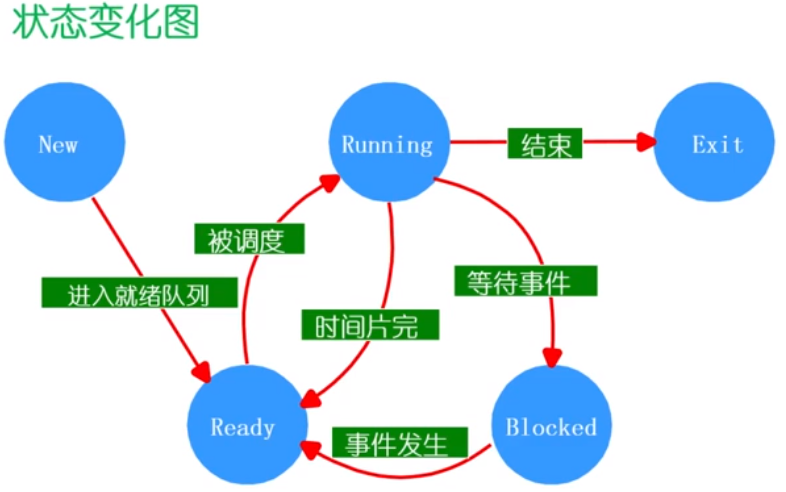 状态变化图
New
Running
结束
Exit
被调度
等待事件
进入就绪队列
时间片完
Ready
Blocked
事件发生